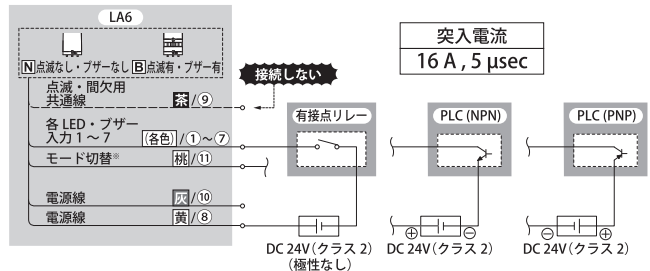 LA6
N 点滅なし・ブザーなし B 点滅有・ブザー有
点滅・間欠用
共通線 茶/⑨
接続しない
突入電流
16 A , 5 μsec
各 LED・ブザー
入力 1 ～ 7 (各色)/①～⑦
モード切替※ 桃/⑪
電源線 灰/⑩
電源線 黄/⑧
有接点リレー
DC 24V(クラス 2)
(極性なし)
PLC (NPN)
⊕ ⊖
DC 24V(クラス 2)
PLC (PNP)
⊖ ⊕
DC 24V(クラス 2)